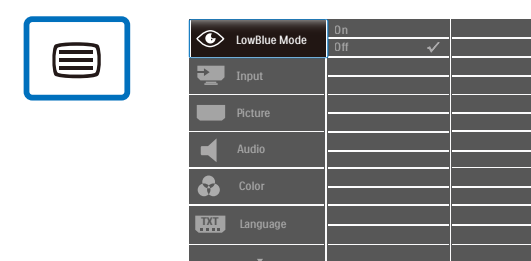 LowBlue Mode
On
Off
Input
Picture
Audio
Color
TXT
Language